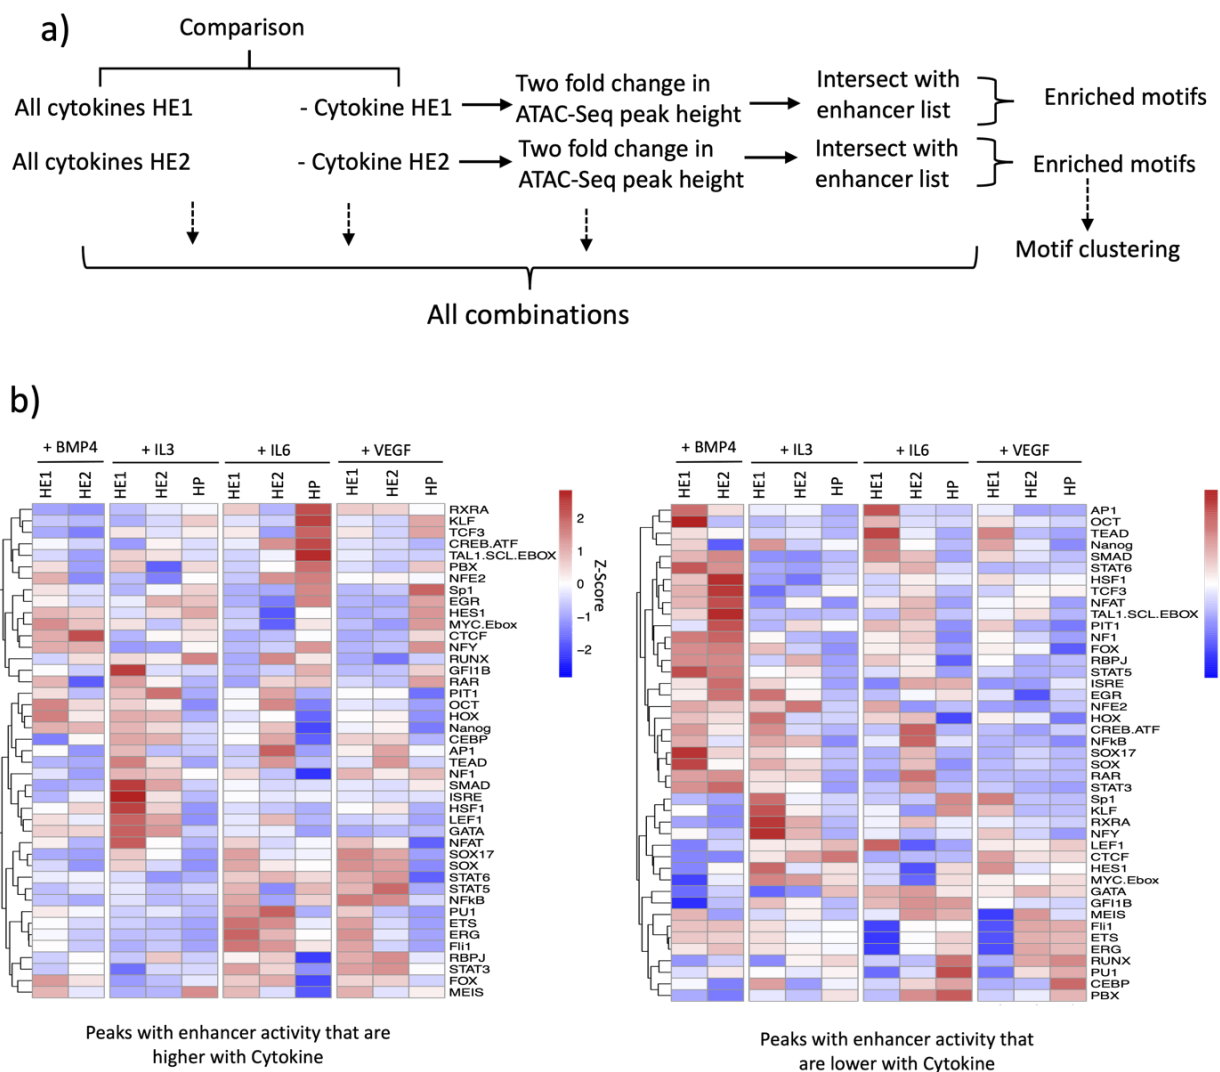 a)
Comparison
All cytokines HE1
- Cytokine HE1
Two fold change in
ATAC-Seq peak height
Intersect with
enhancer list
Enriched motifs
All cytokines HE2
- Cytokine HE2
Two fold change in
ATAC-Seq peak height
Intersect with
enhancer list
Enriched motifs
Motif clustering
All combinations
b)
+ BMP4
+ IL3
+ IL6
+ VEGF
HE1
HE2
HE1
HE2
HP
HE1
HE2
HP
HE1
HE2
HP
RXRA
KLF
TCF3
CREB.ATF
TAL1.SCL.EBOX
PBX
NFE2
Sp1
EGR
HES1
MYC.Ebox
CTCF
NFY
RUNX
GFI1B
RAR
PIT1
OCT
HOX
Nanog
CEBP
AP1
TEAD
NF1
SMAD
ISRE
HSF1
LEF1
GATA
NFAT
SOX17
SOX
STAT6
STAT5
NFkB
PU1
ETS
ERG
Fli1
RBPJ
STAT3
FOX
MEIS
2
1
0
−1
−2
Z-Score
Peaks with enhancer activity that are
higher with Cytokine
+ BMP4
+ IL3
+ IL6
+ VEGF
HE1
HE2
HE1
HE2
HP
HE1
HE2
HP
HE1
HE2
HP
AP1
OCT
TEAD
Nanog
SMAD
STAT6
HSF1
TCF3
NFAT
TAL1.SCL.EBOX
PIT1
NF1
FOX
RBPJ
STAT5
ISRE
EGR
NFE2
HOX
CREB.ATF
NFkB
SOX17
SOX
RAR
STAT3
Sp1
KLF
RXRA
NFY
LEF1
CTCF
HES1
MYC.Ebox
GATA
GFI1B
MEIS
Fli1
ETS
ERG
RUNX
PU1
CEBP
PBX
Peaks with enhancer activity that
are lower with Cytokine